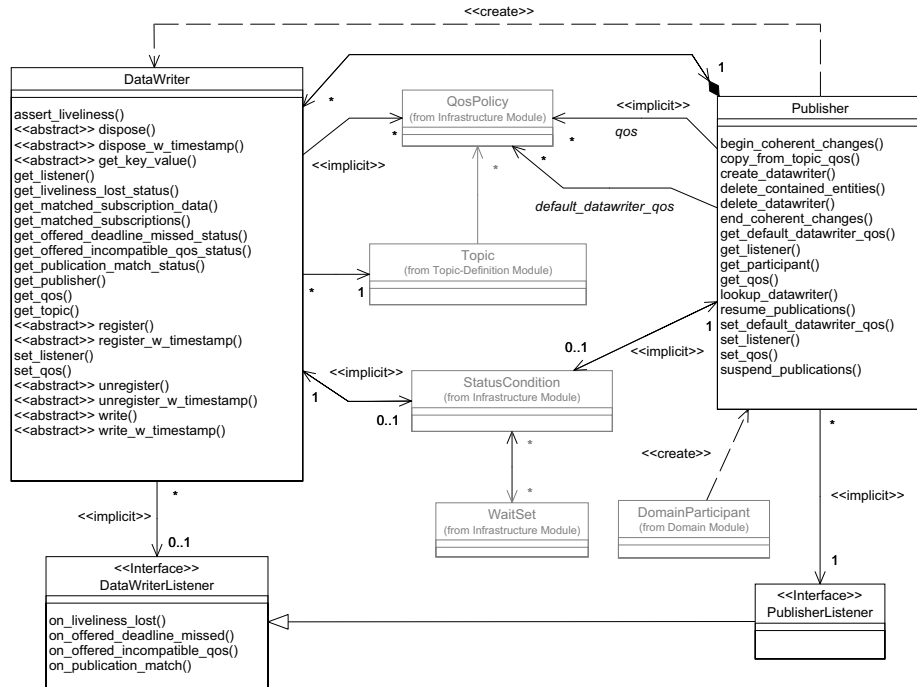 <<create>>
DataWriter
assert_liveliness()
<<abstract>> dispose()
<<abstract>> dispose_w_timestamp()
<<abstract>> get_key_value()
get_listener()
get_liveliness_lost_status()
get_matched_subscription_data()
get_matched_subscriptions()
get_offered_deadline_missed_status()
get_offered_incompatible_qos_status()
get_publication_match_status()
get_publisher()
get_qos()
get_topic()
<<abstract>> register()
<<abstract>> register_w_timestamp()
set_listener()
set_qos()
<<abstract>> unregister()
<<abstract>> unregister_w_timestamp()
<<abstract>> write()
<<abstract>> write_w_timestamp()
*
1
QosPolicy
(from Infrastructure Module)
*
*
*
*
<<implicit>>
<<implicit>>
qos
default_datawriter_qos
Publisher
begin_coherent_changes()
copy_from_topic_qos()
create_datawriter()
delete_contained_entities()
delete_datawriter()
end_coherent_changes()
get_default_datawriter_qos()
get_listener()
get_participant()
get_qos()
lookup_datawriter()
resume_publications()
set_default_datawriter_qos()
set_listener()
set_qos()
suspend_publications()
Topic
(from Topic-Definition Module)
*
1
1
0..1
<<implicit>>
<<implicit>>
StatusCondition
(from Infrastructure Module)
1
0..1
*
*
WaitSet
(from Infrastructure Module)
<<create>>
DomainParticipant
(from Domain Module)
*
<<implicit>>
1
*
<<implicit>>
0..1
<<Interface>>
DataWriterListener
on_liveliness_lost()
on_offered_deadline_missed()
on_offered_incompatible_qos()
on_publication_match()
<<Interface>>
PublisherListener